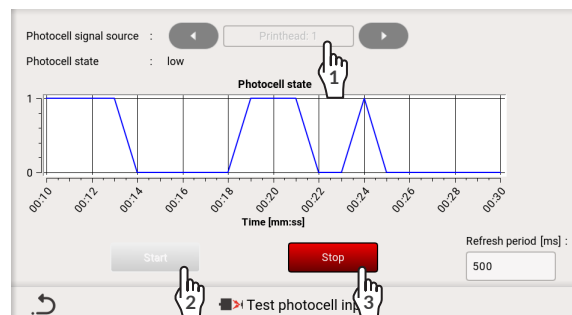 Photocell signal source : Printhead: 1
Photocell state : low
1
Photocell state
1
0
00:10 00:12 00:14 00:16 00:18 00:20 00:22 00:24 00:26 00:28 00:30
Time [mm:ss]
Refresh period [ms] :
Start Stop 500
2 3
Test photocell inp